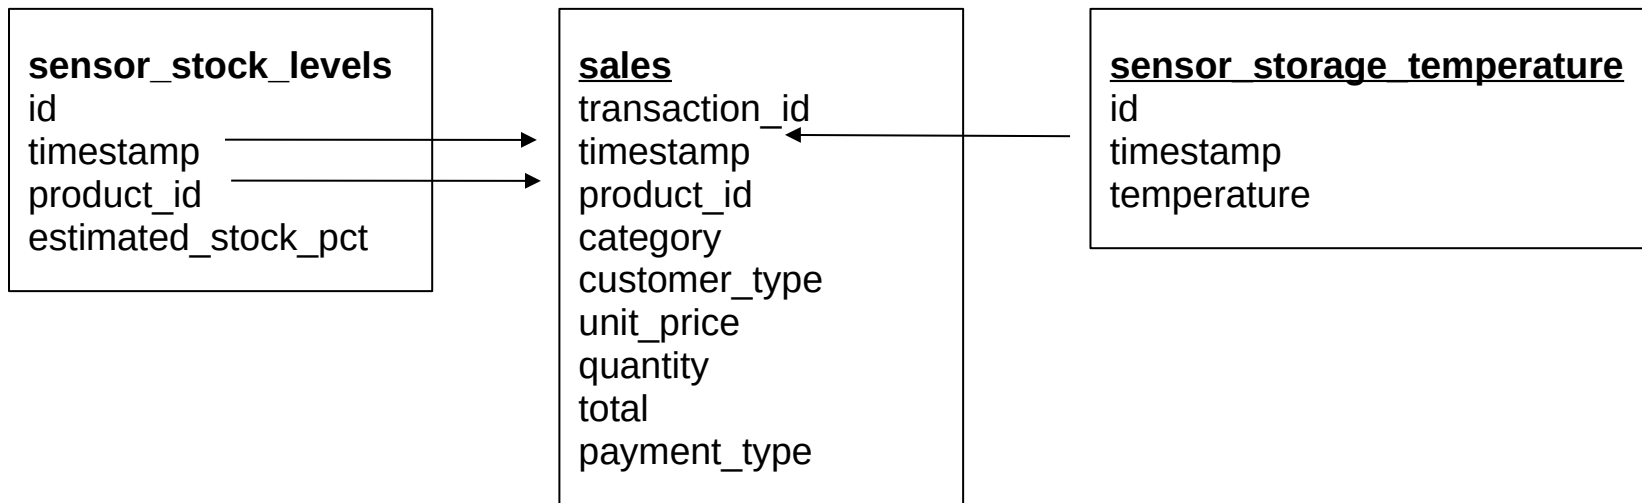 sensor_stock_levels
id
timestamp
product_id
estimated_stock_pct
sales
transaction_id
timestamp
product_id
category
customer_type
unit_price
quantity
total
payment_type
sensor_storage_temperature
id
timestamp
temperature